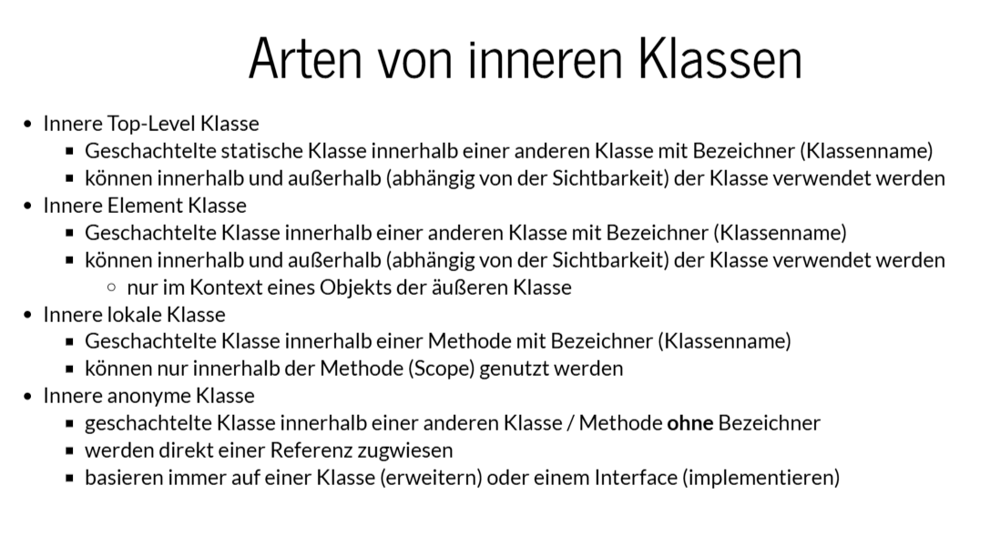 Arten von inneren Klassen
• Innere Top-Level Klasse
▪ Geschachtelte statische Klasse innerhalb einer anderen Klasse mit Bezeichner (Klassenname)
▪ können innerhalb und außerhalb (abhängig von der Sichtbarkeit) der Klasse verwendet werden
• Innere Element Klasse
▪ Geschachtelte Klasse innerhalb einer anderen Klasse mit Bezeichner (Klassenname)
▪ können innerhalb und außerhalb (abhängig von der Sichtbarkeit) der Klasse verwendet werden
◦ nur im Kontext eines Objekts der äußeren Klasse
• Innere lokale Klasse
▪ Geschachtelte Klasse innerhalb einer Methode mit Bezeichner (Klassenname)
▪ können nur innerhalb der Methode (Scope) genutzt werden
• Innere anonyme Klasse
▪ geschachtelte Klasse innerhalb einer anderen Klasse / Methode ohne Bezeichner
▪ werden direkt einer Referenz zugwiesen
▪ basieren immer auf einer Klasse (erweitern) oder einem Interface (implementieren)